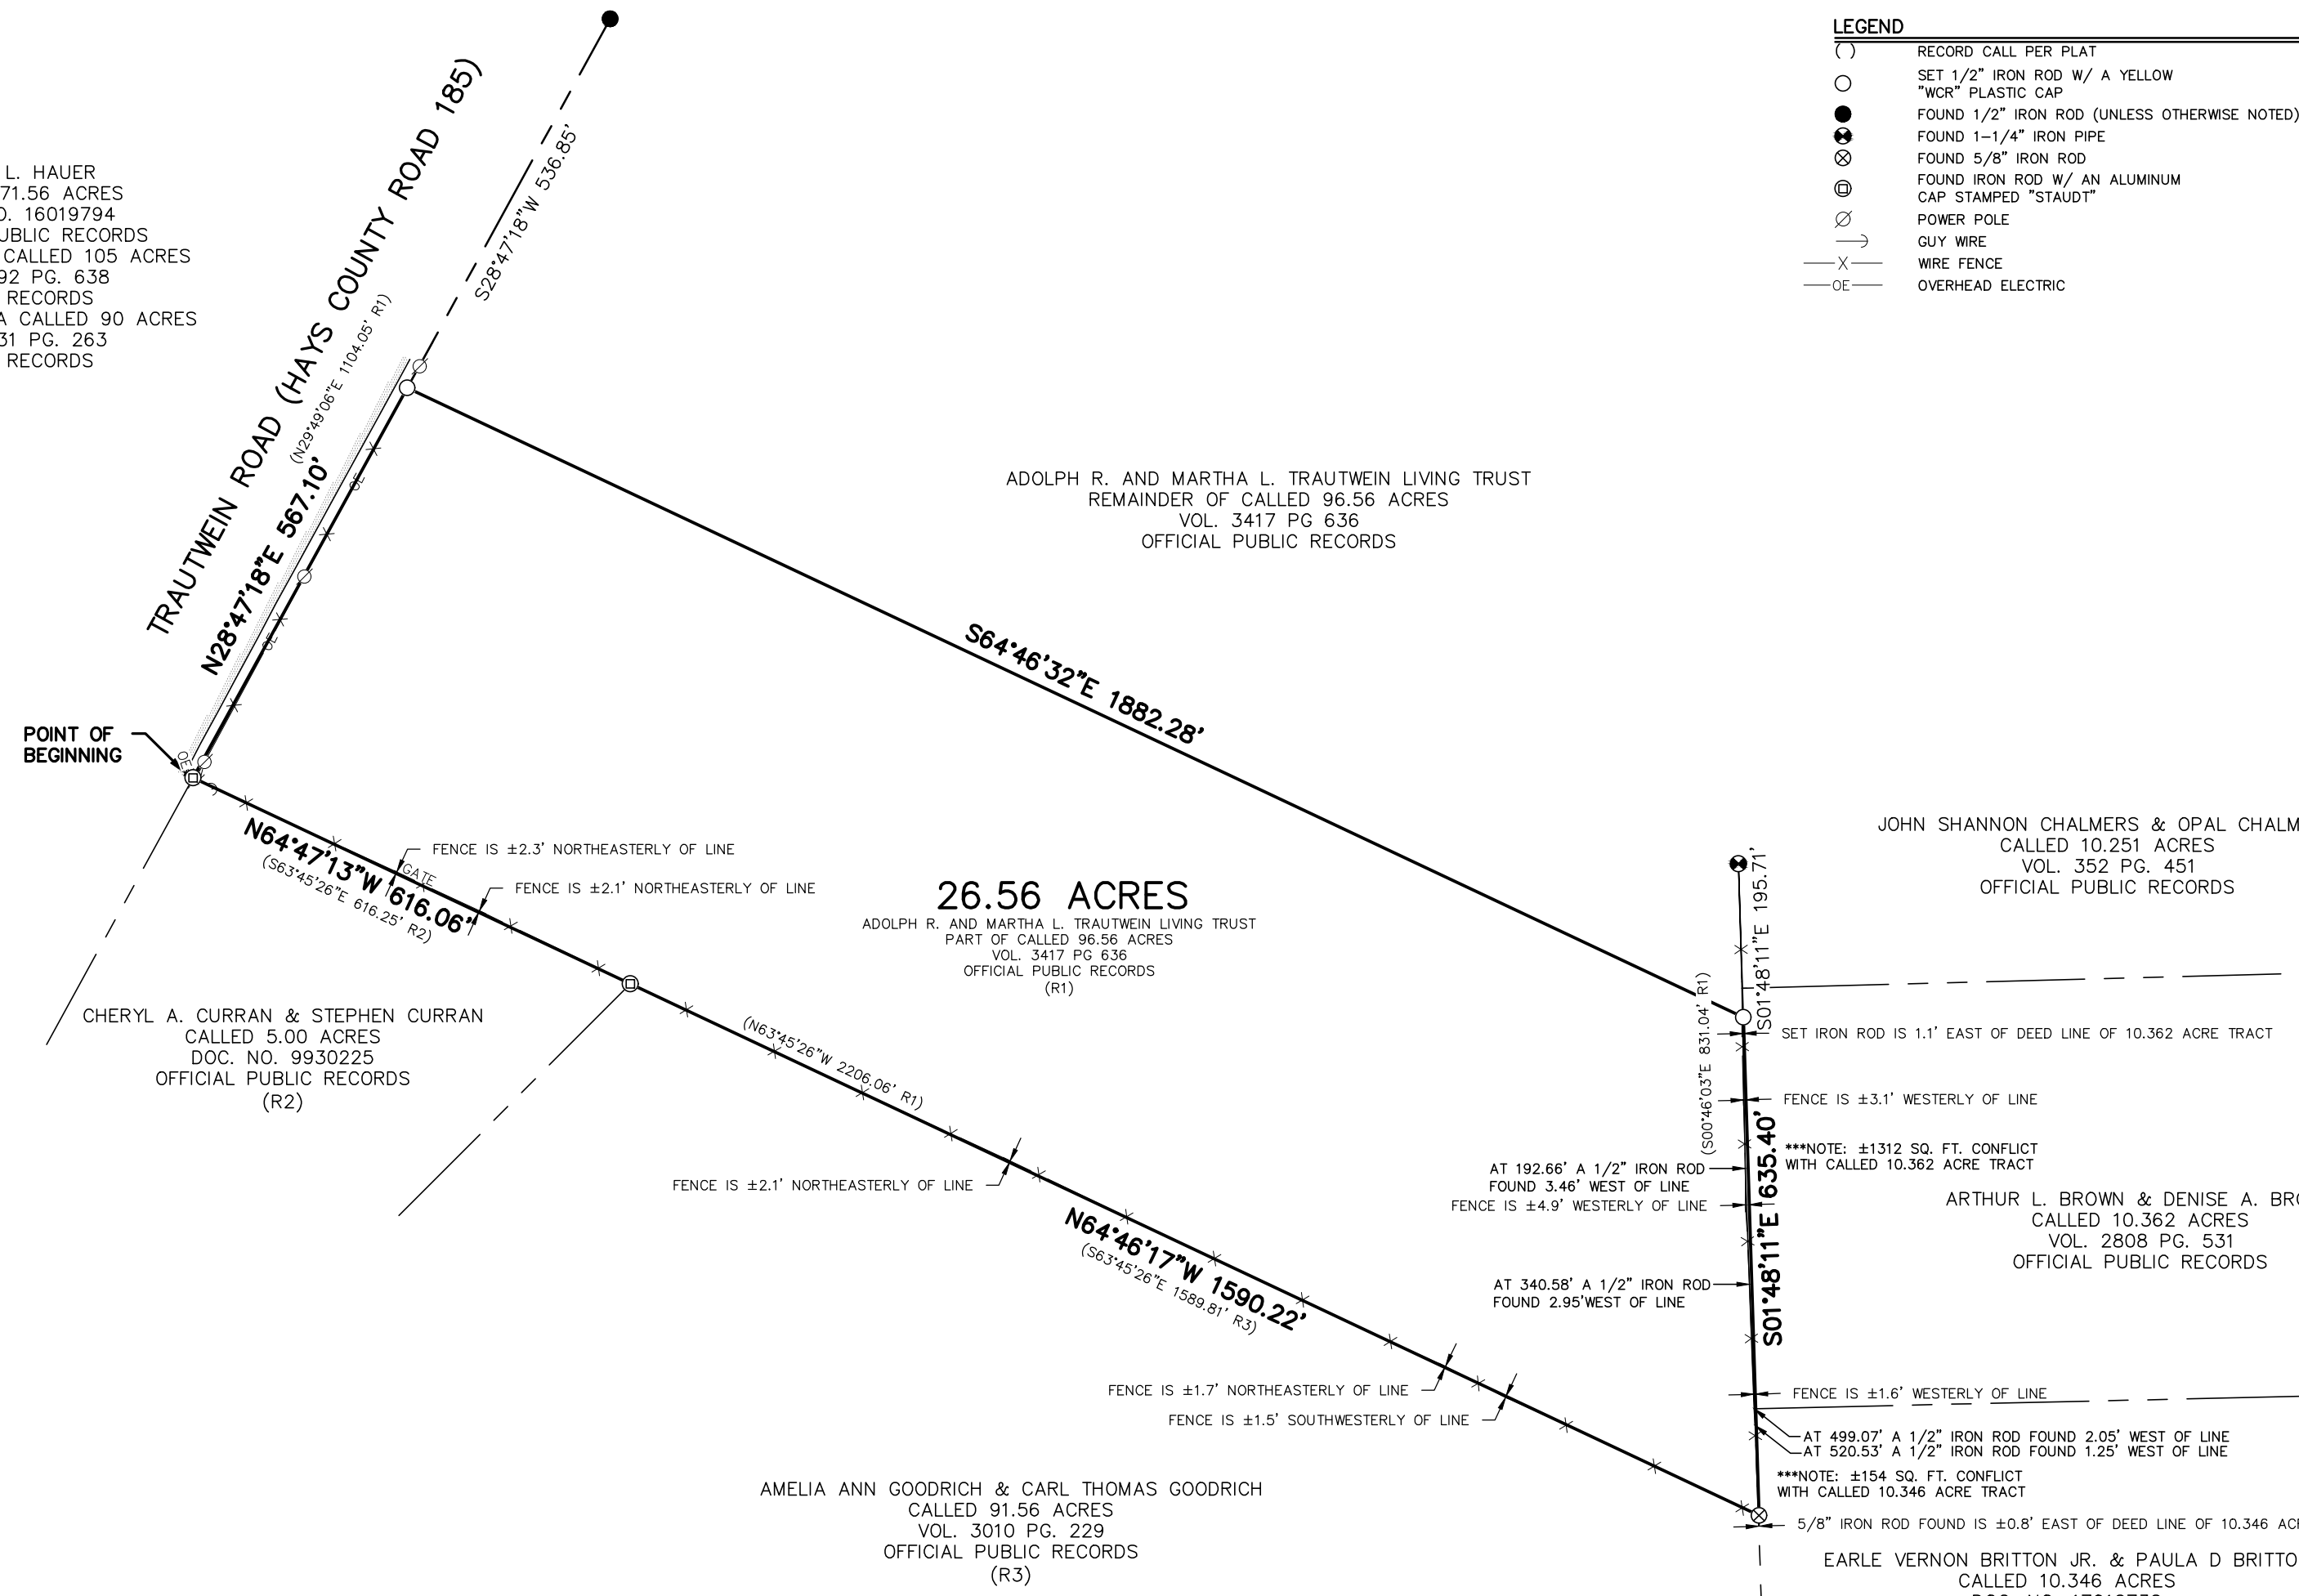 LEGEND
( ) RECORD CALL PER PLAT
SET 1/2" IRON ROD W/ A YELLOW
"WCR" PLASTIC CAP
FOUND 1/2" IRON ROD (UNLESS OTHERWISE NOTED)
FOUND 1-1/4" IRON PIPE
FOUND 5/8" IRON ROD
FOUND IRON ROD W/ AN ALUMINUM
CAP STAMPED "STAUDT"
POWER POLE
GUY WIRE
X WIRE FENCE
OE OVERHEAD ELECTRIC
L. HAUER
71.56 ACRES
16019794
RECORDS
CALLED 105 ACRES
PG. 638
RECORDS
A CALLED 90 ACRES
PG. 263
RECORDS
TRAUTWEIN ROAD (HAYS COUNTY ROAD 185)
S28°47'18"W 536.85'
(N29°49'06"E 1104.05' R1)
N28°47'18"E 567.10'
OE
OE
OE
ADOLPH R. AND MARTHA L. TRAUTWEIN LIVING TRUST
REMAINDER OF CALLED 96.56 ACRES
VOL. 3417 PG 636
OFFICIAL PUBLIC RECORDS
S64°46'32"E 1882.28'
POINT OF
BEGINNING
N64°47'13"W 616.06'
(S63°45'26"E 616.25' R2)
GATE
FENCE IS ±2.3' NORTHEASTERLY OF LINE
FENCE IS ±2.1' NORTHEASTERLY OF LINE
26.56 ACRES
ADOLPH R. AND MARTHA L. TRAUTWEIN LIVING TRUST
PART OF CALLED 96.56 ACRES
VOL. 3417 PG 636
OFFICIAL PUBLIC RECORDS
(R1)
JOHN SHANNON CHALMERS & OPAL
CALLED 10.251 ACRES
VOL. 352 PG. 451
OFFICIAL PUBLIC RECORDS
S01°48'11"E 195.71'
(S00°46'03"E 831.04' R1)
SET IRON ROD IS 1.1' EAST OF DEED LINE OF 10.362 ACRE TRACT
CHERYL A. CURRAN & STEPHEN CURRAN
CALLED 5.00 ACRES
DOC. NO. 9930225
OFFICIAL PUBLIC RECORDS
(R2)
(N63°45'26"W 2206.06' R1)
FENCE IS ±2.1' NORTHEASTERLY OF LINE
FENCE IS ±3.1' WESTERLY OF LINE
***NOTE: ±1312 SQ. FT. CONFLICT
WITH CALLED 10.362 ACRE TRACT
AT 192.66' A 1/2" IRON ROD
FOUND 3.46' WEST OF LINE
FENCE IS ±4.9' WESTERLY OF LINE
S01°48'11"E 635.40'
ARTHUR L. BROWN & DENISE A.
CALLED 10.362 ACRES
VOL. 2808 PG. 531
OFFICIAL PUBLIC RECORDS
AT 340.58' A 1/2" IRON ROD
FOUND 2.95'WEST OF LINE
N64°46'17"W 1590.22'
(S63°45'26"E 1589.81' R3)
FENCE IS ±1.7' NORTHEASTERLY OF LINE
FENCE IS ±1.5' SOUTHWESTERLY OF LINE
FENCE IS ±1.6' WESTERLY OF LINE
AT 499.07' A 1/2" IRON ROD FOUND 2.05' WEST OF LINE
AT 520.53' A 1/2" IRON ROD FOUND 1.25' WEST OF LINE
***NOTE: ±154 SQ. FT. CONFLICT
WITH CALLED 10.346 ACRE TRACT
5/8" IRON ROD FOUND IS ±0.8' EAST OF DEED LINE OF 10.346
AMELIA ANN GOODRICH & CARL THOMAS GOODRICH
CALLED 91.56 ACRES
VOL. 3010 PG. 229
OFFICIAL PUBLIC RECORDS
(R3)
EARLE VERNON BRITTON JR. & PAULA D
CALLED 10.346 ACRES